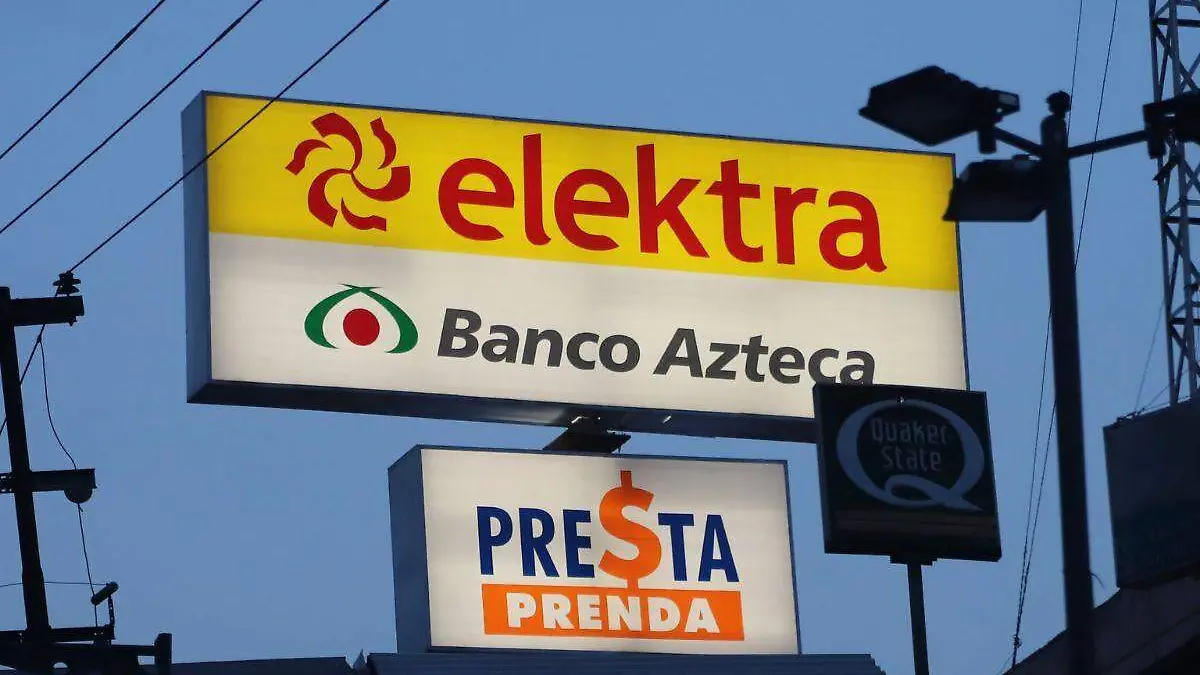 elektra
Banco Azteca
Quaker
State
PRE$TA
PRENDA